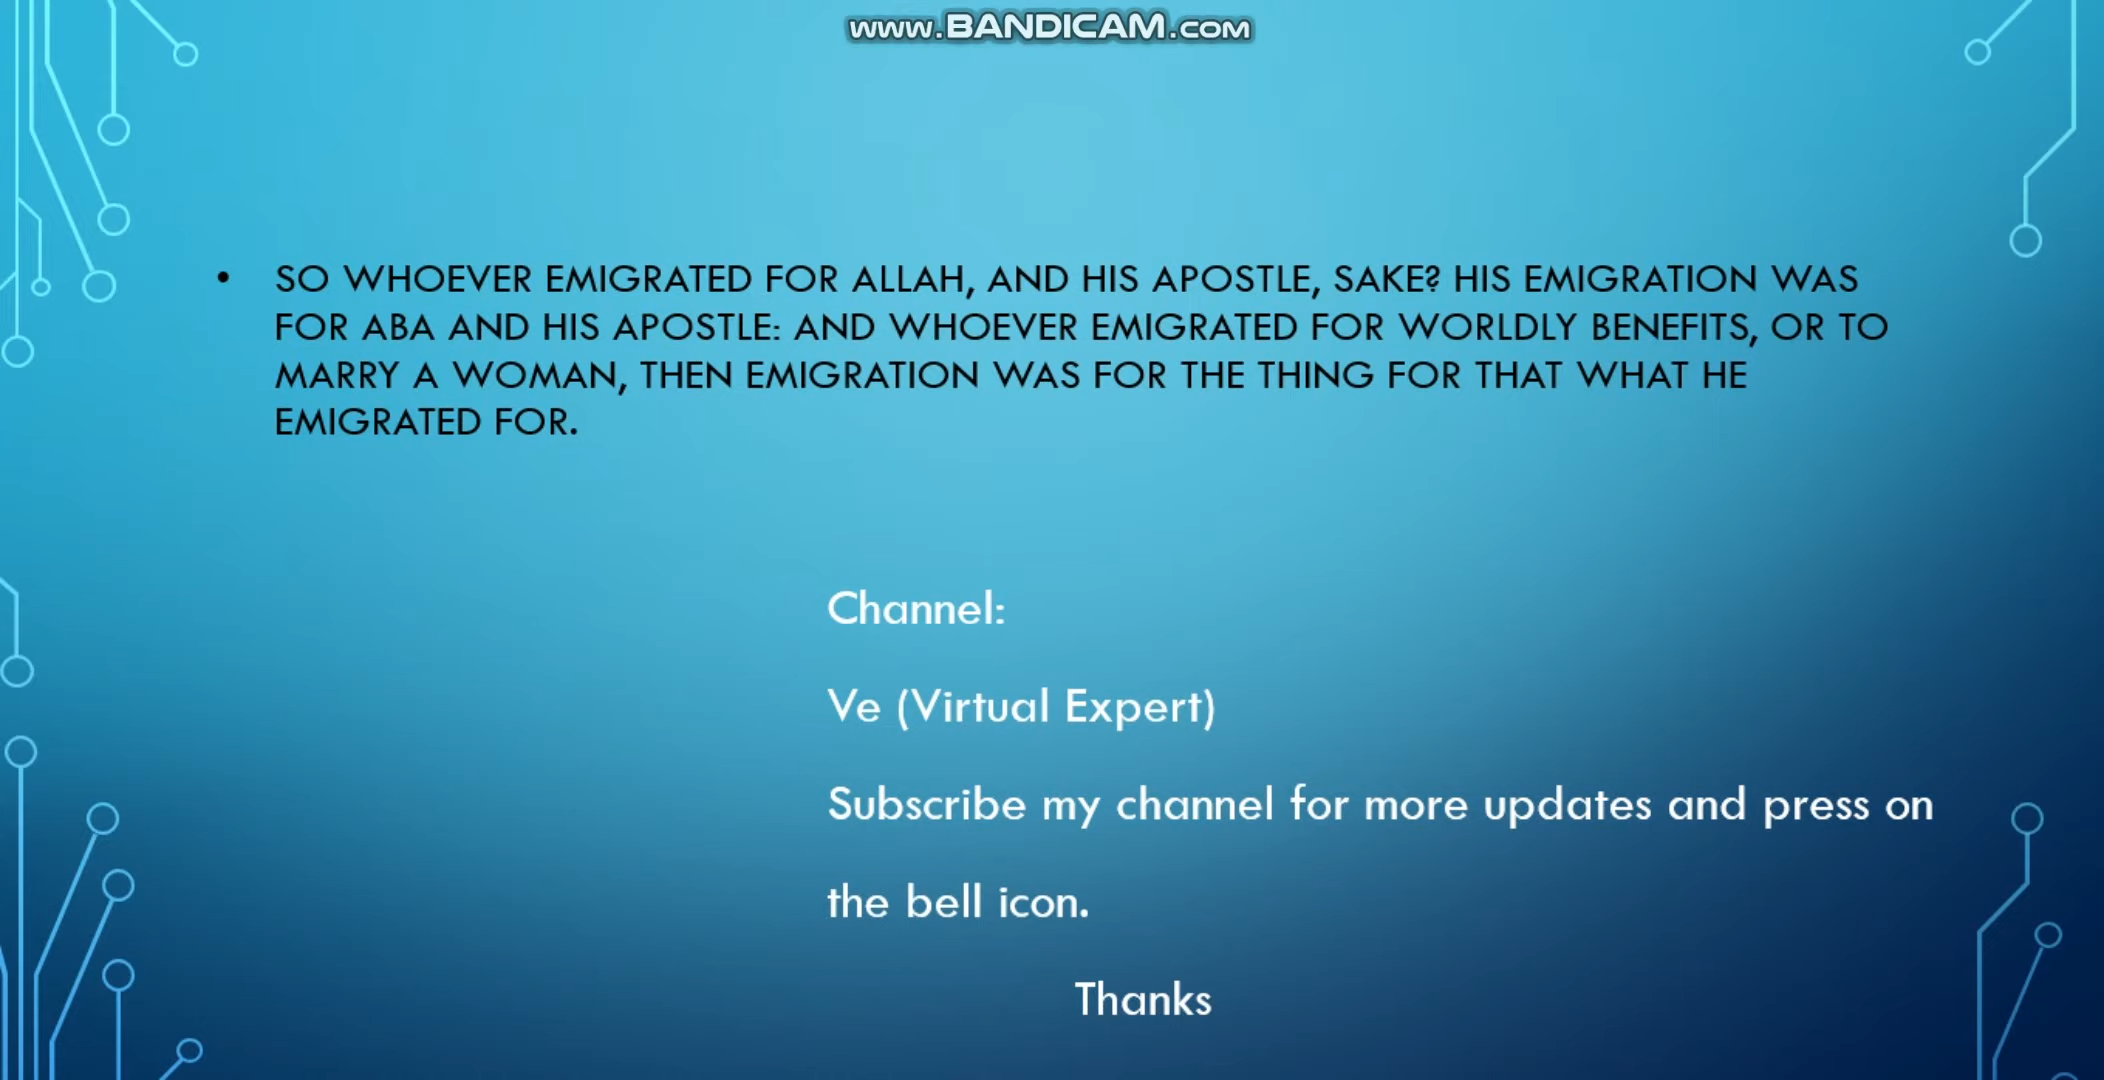 www.BANDICAM.com
• SO WHOEVER EMIGRATED FOR ALLAH, AND HIS APOSTLE, SAKE? HIS EMIGRATION WAS
FOR ABA AND HIS APOSTLE: AND WHOEVER EMIGRATED FOR WORLDLY BENEFITS, OR TO
MARRY A WOMAN, THEN EMIGRATION WAS FOR THE THING FOR THAT WHAT HE
EMIGRATED FOR.
Channel:
Ve (Virtual Expert)
Subscribe my channel for more updates and press on
the bell icon.
Thanks